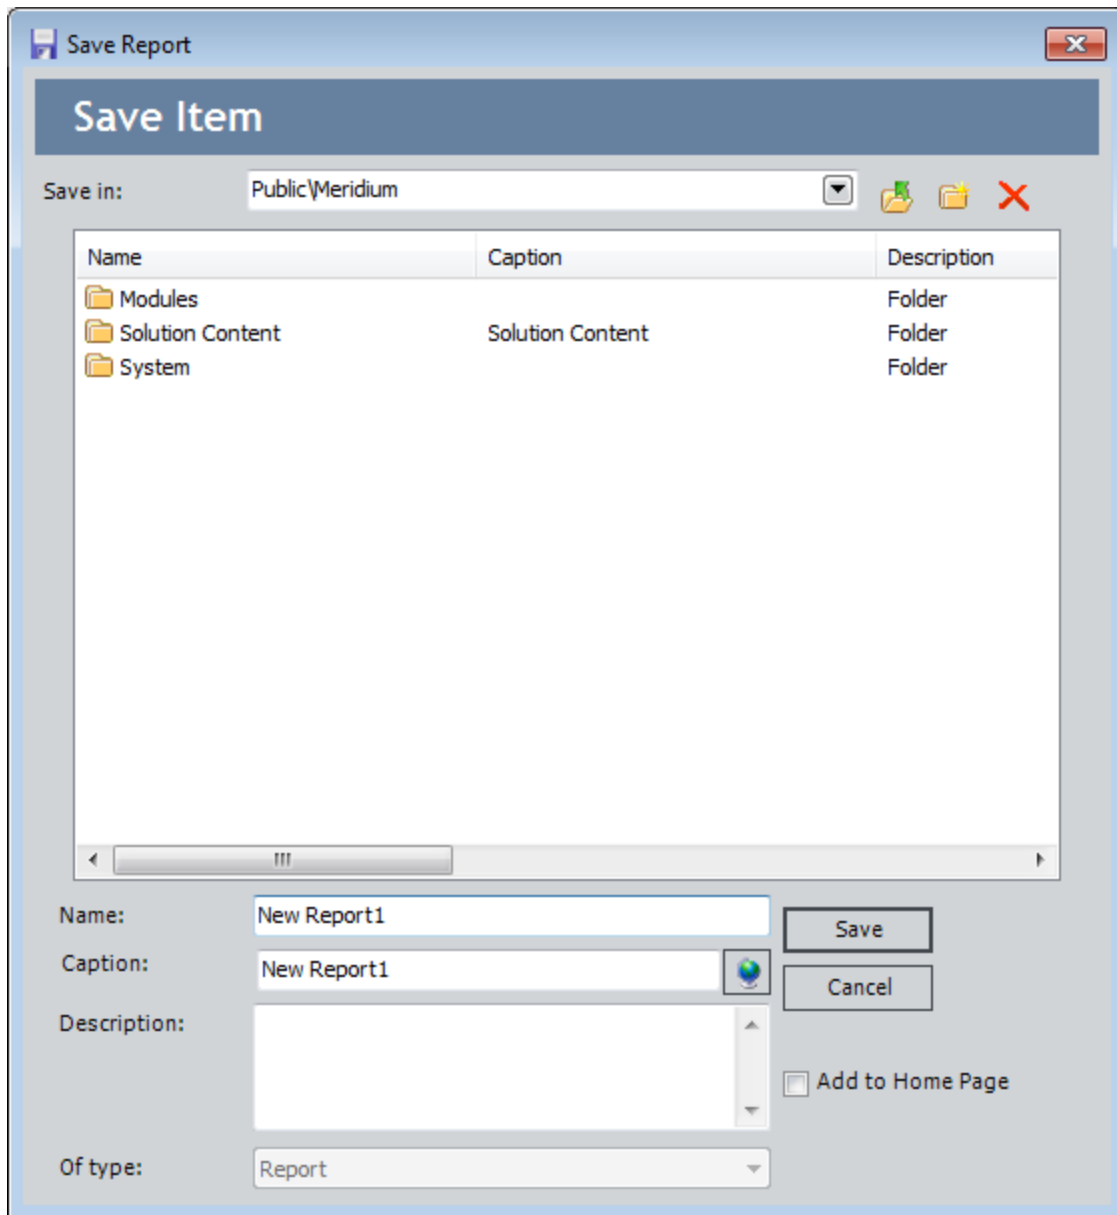 Save Report
Save Item
Save in: Public\Meridium
Name Caption Description
Modules Folder
Solution Content Solution Content Folder
System Folder
Name: New Report1 Save
Caption: New Report1
Cancel
Description:
Add to Home Page
Of type: Report